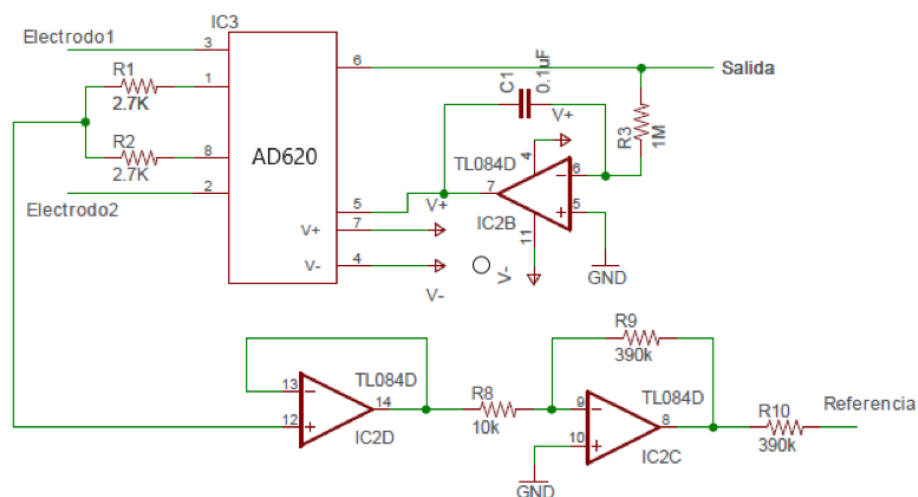 IC3
Electrodo1
3
6
Salida
R1
1
2.7K
C1
0.1uF
V+
R3
1M
R2
8
2.7K
AD620
TL084D
4
7
6
5
2
Electrodo2
5
V+
IC2B
11
V+
7
V-
4
V-
V-
GND
R9
390k
13
TL084D
14
12
IC2D
R8
10k
9
TL084D
8
10
IC2C
R10
390k
Referencia
GND